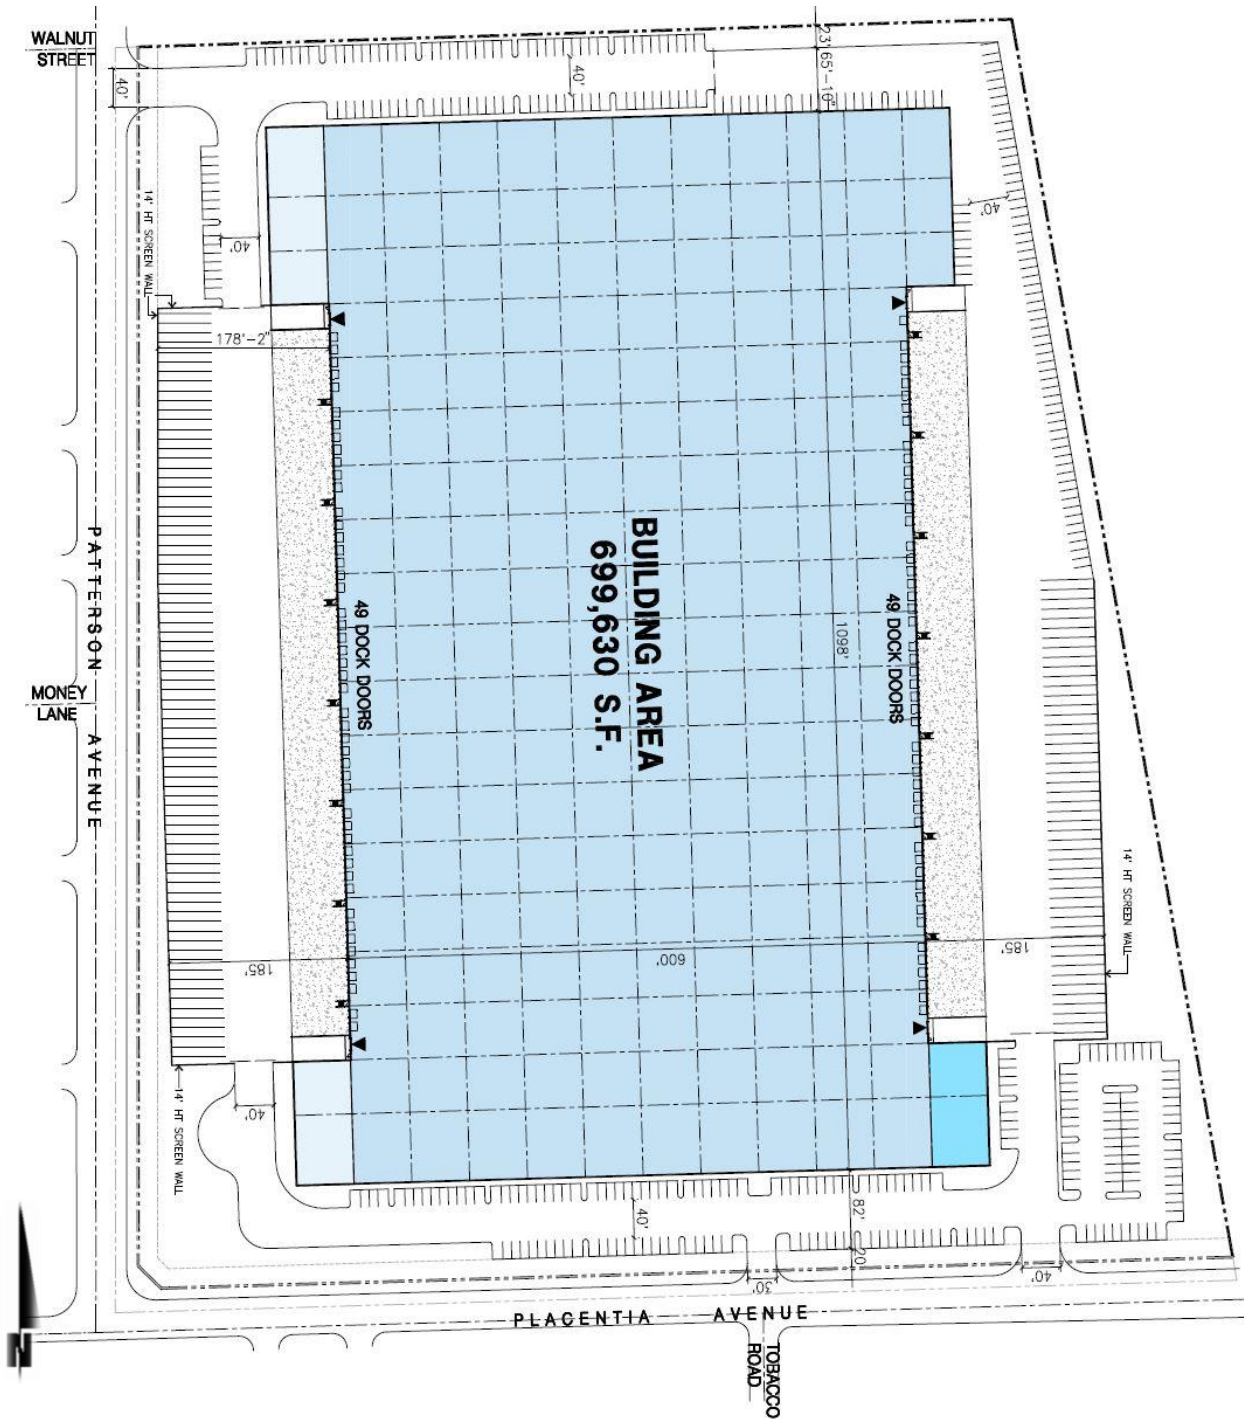 WALNUT
STREET
40'
40'
23'
65'-10"
40'
14' HT SCREEN WALL
40'
178'-2"
BUILDING AREA
699,630 S.F.
49 DOCK DOORS
49 DOCK DOORS
1098'
PATTERSON AVENUE
MONEY
LANE
14' HT SCREEN WALL
185'
600'
185'
40'
14' HT SCREEN WALL
40'
82'
20'
30'
40'
PLACENTIA AVENUE
TOBACCO
ROAD
N